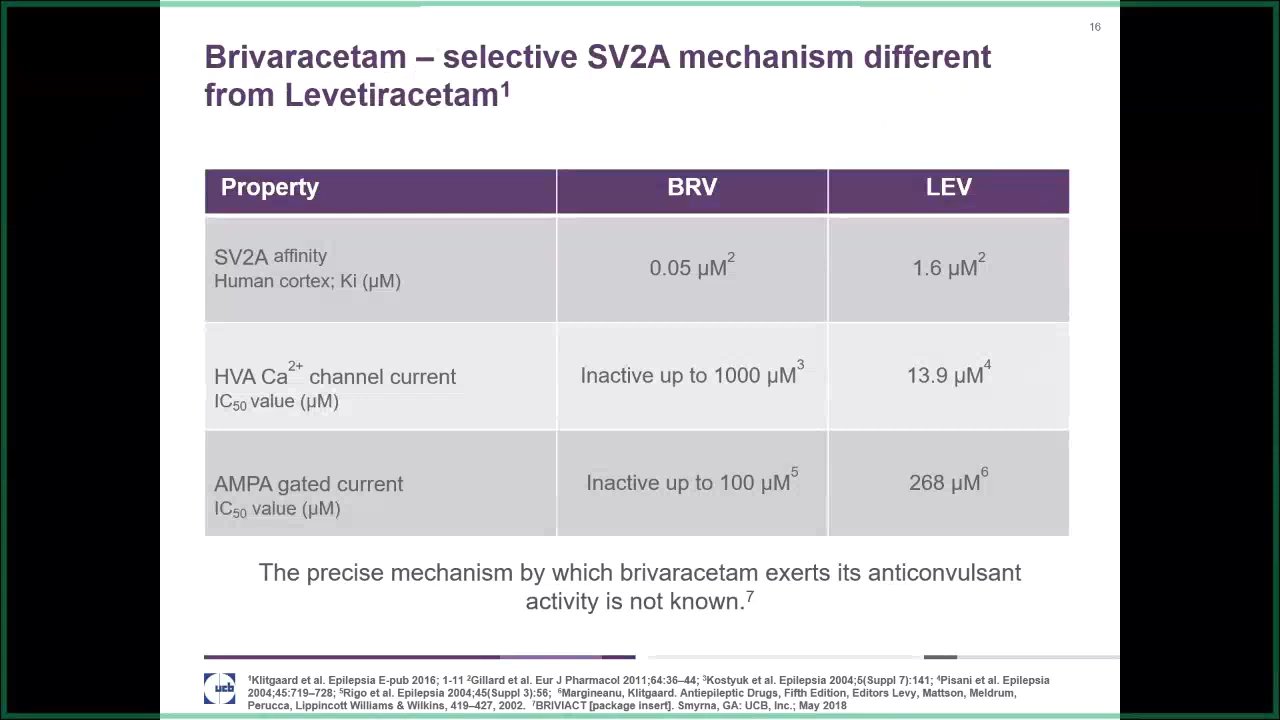 16
Brivaracetam – selective SV2A mechanism different
from Levetiracetam¹
Property BRV LEV
SV2A affinity
Human cortex; Ki (µM)
0.05 µM² 1.6 µM²
HVA Ca²⁺ channel current
IC₅₀ value (µM)
Inactive up to 1000 µM³ 13.9 µM⁴
AMPA gated current
IC₅₀ value (µM)
Inactive up to 100 µM⁵ 268 µM⁶
The precise mechanism by which brivaracetam exerts its anticonvulsant
activity is not known.⁷
ucb
¹Klitgaard et al. Epilepsia E-pub 2016; 1-11 ²Gillard et al. Eur J Pharmacol 2011;64:36–44; ³Kostyuk et al. Epilepsia 2004;5(Suppl 7):141; ⁴Pisani et al. Epilepsia
2004;45:719–728; ⁵Rigo et al. Epilepsia 2004;45(Suppl 3):56; ⁶Margineanu, Klitgaard. Antiepileptic Drugs, Fifth Edition, Editors Levy, Mattson, Meldrum,
Perucca, Lippincott Williams & Wilkins, 419–427, 2002. ⁷BRIVIACT [package insert]. Smyrna, GA: UCB, Inc.; May 2018